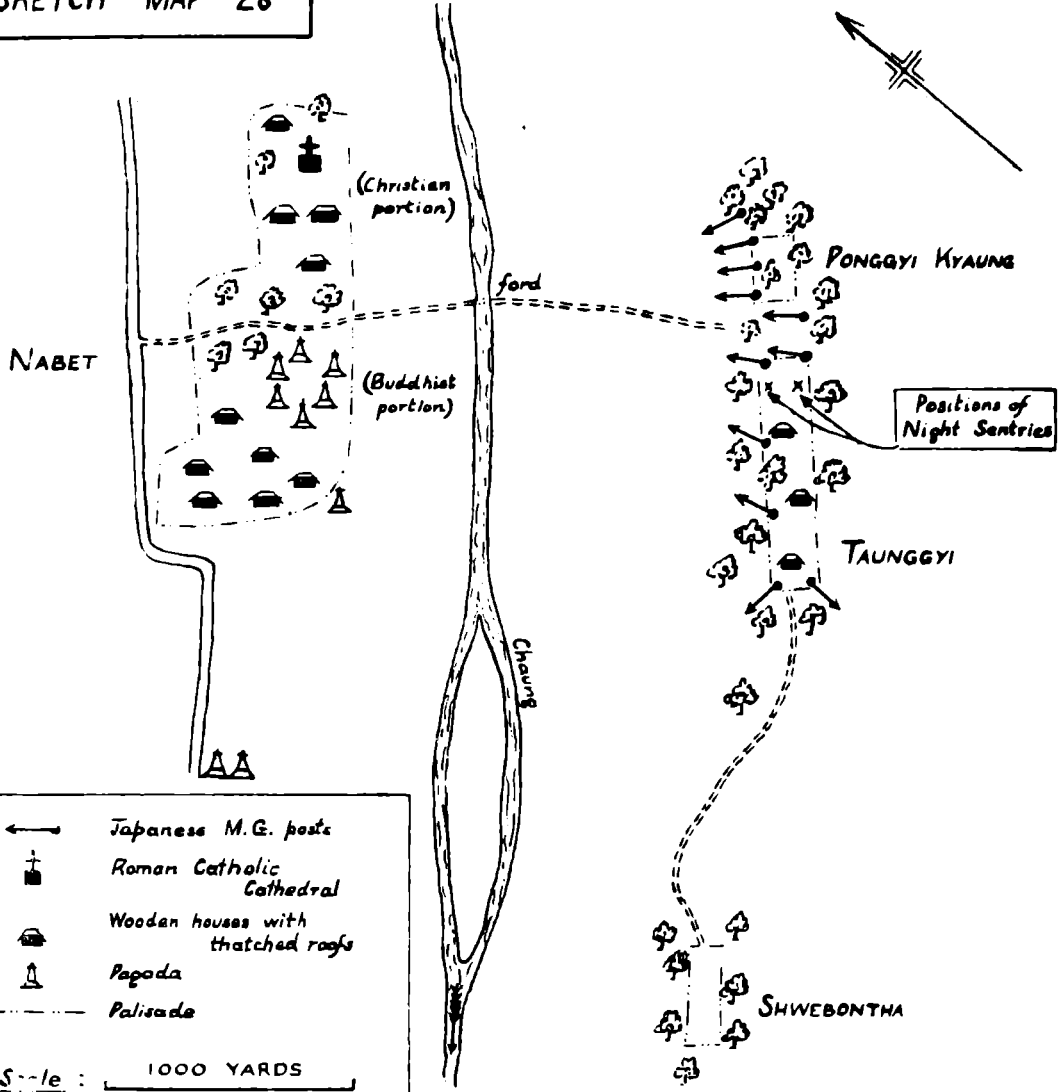 SKETCH MAP 28
(Christian
portion)
ford
PONGGYI KYAUNG
NABET
(Buddhist
portion)
Positions of
Night Sentries
TAUNGGYI
Chaung
Japanese M.G. posts
Roman Catholic
Cathedral
Wooden houses with
thatched roofs
Pagoda
Palisade
SHWEBONTHA
1000 YARDS